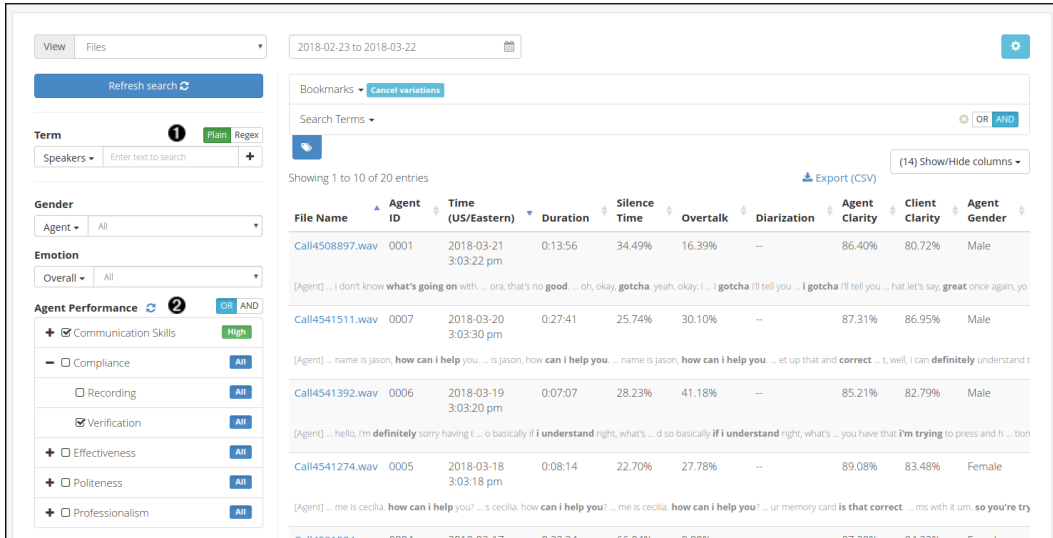 View Files
2018-02-23 to 2018-03-22
Refresh search
Bookmarks Cancel variations
Search Terms OR AND
Term 1 Plain Regex
Speakers Enter text to search +
(14) Show/Hide columns
Showing 1 to 10 of 20 entries
Export (CSV)
Gender
Agent All
Emotion
Overall All
Agent Performance 2 OR AND
Communication Skills High
Compliance All
Recording All
Verification All
Effectiveness All
Politeness All
Professionalism All
File Name Agent ID Time (US/Eastern) Duration Silence Time Overtalk Diarization Agent Clarity Client Clarity Agent Gender
Call4508897.wav 0001 2018-03-21 3:03:22 pm 0:13:56 34.49% 16.39% -- 86.40% 80.72% Male
[Agent] ... i don't know what's going on with, ... ora, that's no good. ... oh, okay, gotcha. yeah. okay. I ... i gotcha i'll tell you ... i gotcha i'll tell you ... hat let's say, great once again, yo
Call4541511.wav 0007 2018-03-20 3:03:30 pm 0:27:41 25.74% 30.10% -- 87.31% 86.95% Male
[Agent] ... name is jason, how can i help you. ... is jason, how can i help you. ... name is jason, how can i help you. ... et up that and correct ... t, well, i can definitely understand t
Call4541392.wav 0006 2018-03-19 3:03:20 pm 0:07:07 28.23% 41.18% -- 85.21% 82.79% Male
[Agent] ... hello, i'm definitely sorry having t ... o basically if i understand right, what's ... d so basically if i understand right, what's ... you have that i'm trying to press and h ... tion
Call4541274.wav 0005 2018-03-18 3:03:18 pm 0:08:14 22.70% 27.78% -- 89.08% 83.48% Female
[Agent] ... me is cecilia. how can i help you? ... s cecilia. how can i help you? ... me is cecilia. how can i help you? ... ur memory card is that correct. ... ms with it um. so you're try